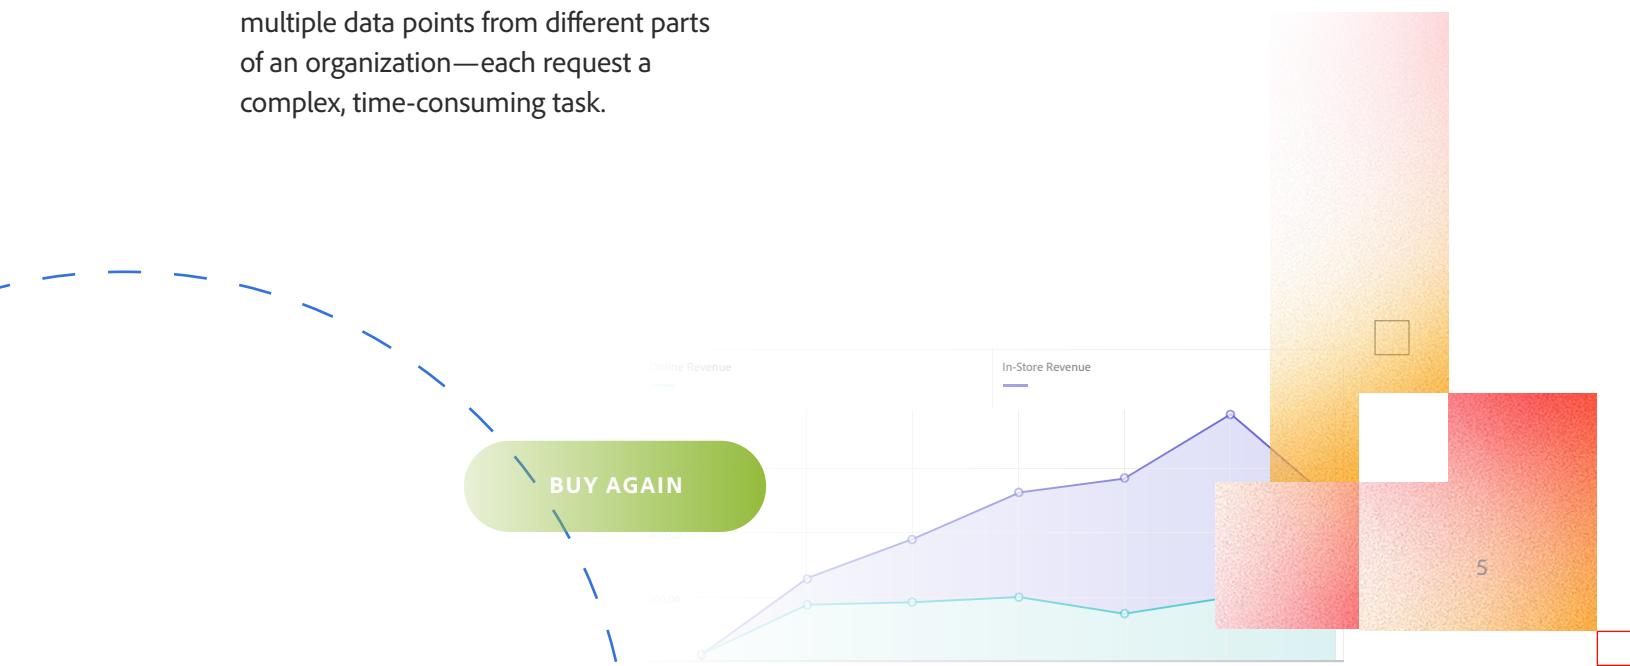 multiple data points from different parts
of an organization—each request a
complex, time-consuming task.
Online Revenue
In-Store Revenue
BUY AGAIN
5